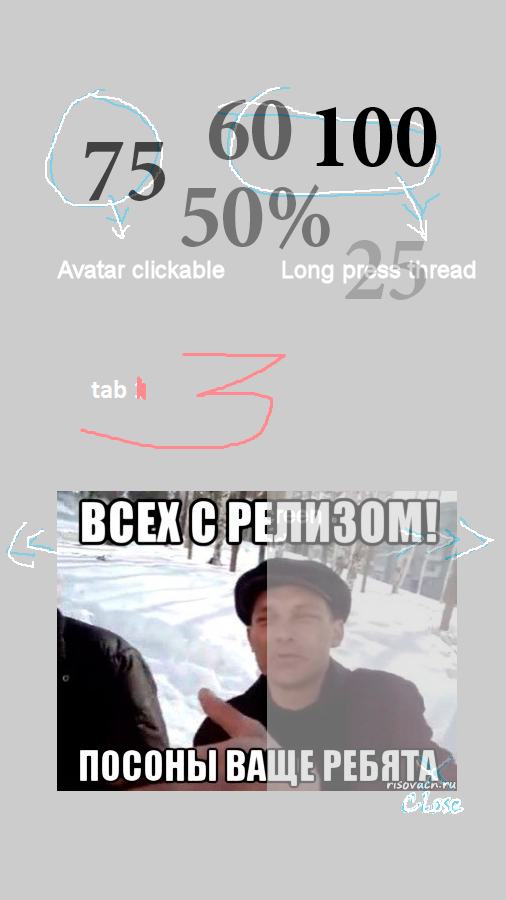 60 100
75
50%
25
Avatar clickable
Long press thread
tab
3
ВСЕХ С РЕЛИЗОМ!
ПОСОНЫ ВАЩЕ РЕБЯТА
risovach.ru
Close